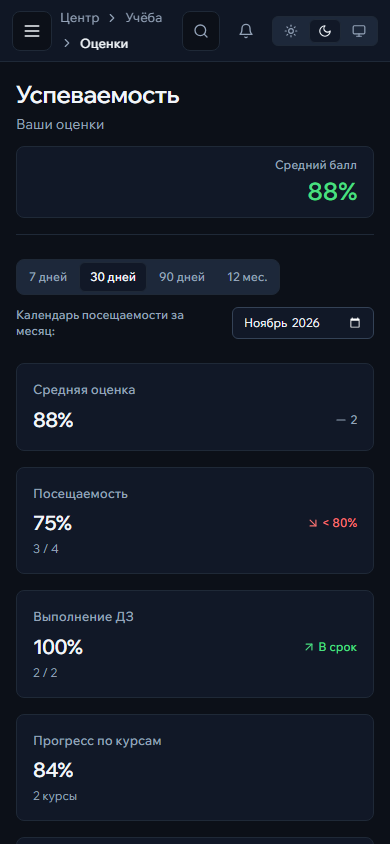 Центр > Учёба
> Оценки
Успеваемость
Ваши оценки
Средний балл
88%
7 дней 30 дней 90 дней 12 мес.
Календарь посещаемости за
месяц:
Ноябрь 2026
Средняя оценка
88%
— 2
Посещаемость
75%
↘ < 80%
3 / 4
Выполнение ДЗ
100%
↗ В срок
2 / 2
Прогресс по курсам
84%
2 курсы